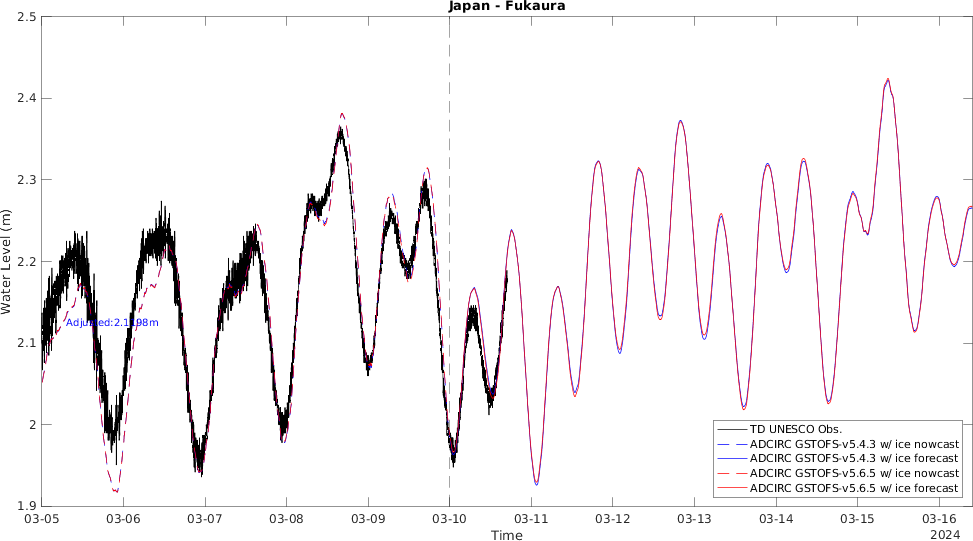 Japan - Fukaura
2.5
2.4
2.3
2.2
2.1
2
1.9
Water Level (m)
Adjusted:2.1198m
TD UNESCO Obs.
ADCIRC GSTOFS-v5.4.3 w/ ice nowcast
ADCIRC GSTOFS-v5.4.3 w/ ice forecast
ADCIRC GSTOFS-v5.6.5 w/ ice nowcast
ADCIRC GSTOFS-v5.6.5 w/ ice forecast
03-05 03-06 03-07 03-08 03-09 03-10 03-11 03-12 03-13 03-14 03-15 03-16
Time
2024